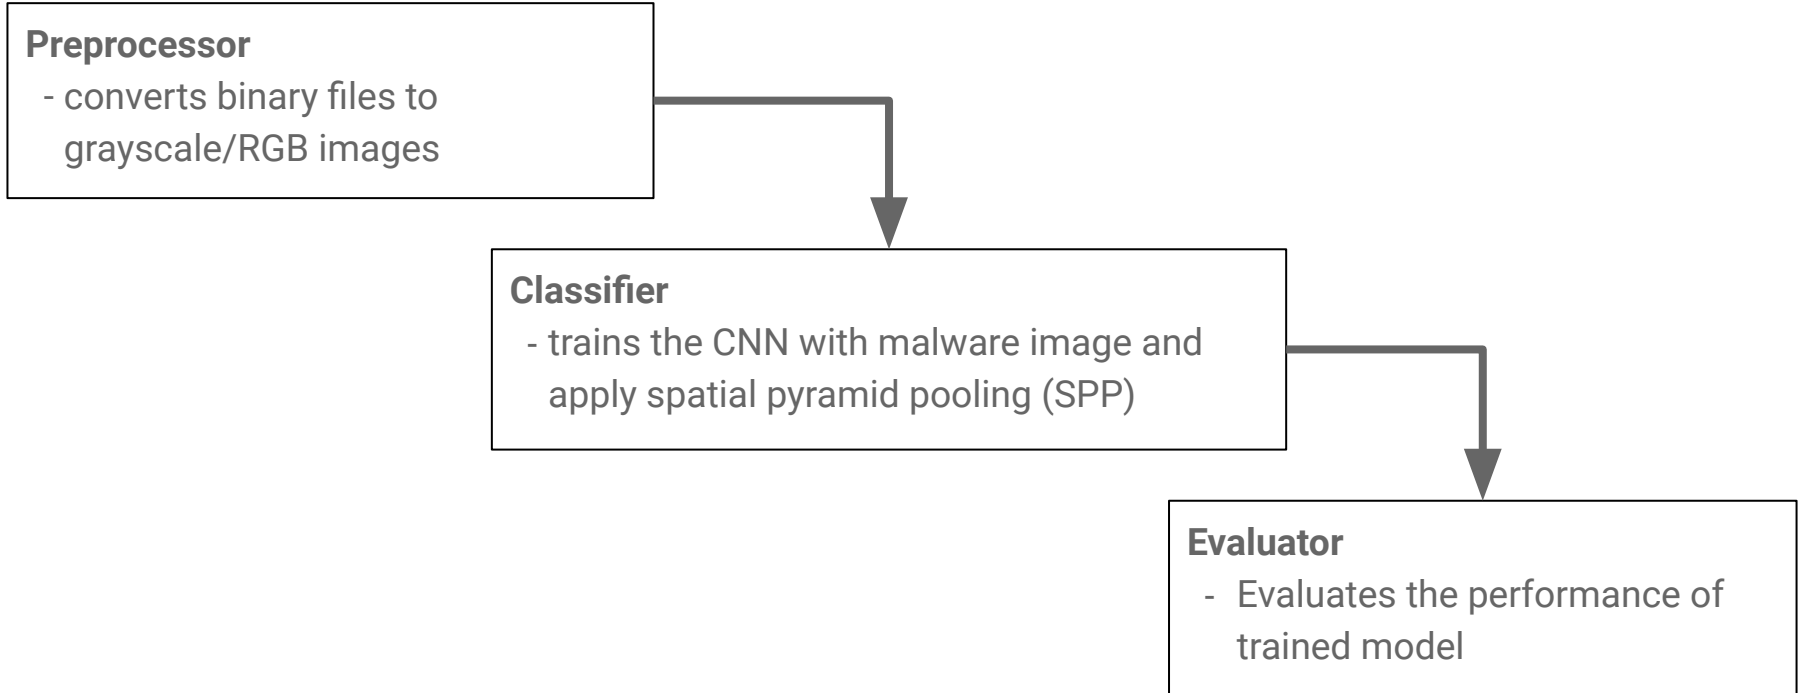 Preprocessor
- converts binary files to
grayscale/RGB images
Classifier
- trains the CNN with malware image and
apply spatial pyramid pooling (SPP)
Evaluator
- Evaluates the performance of
trained model